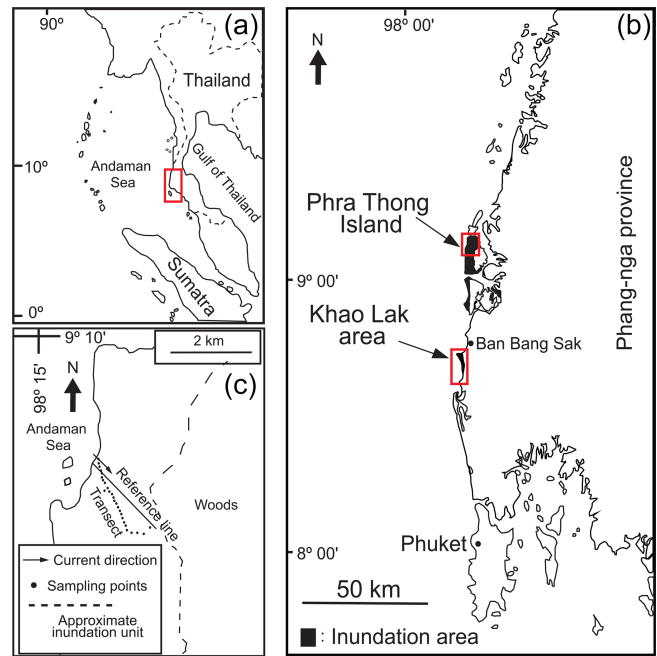 90º
(a)
Thailand
10º
Andaman
Sea
Gulf of Thailand
Sumatra
0º
98º 00'
(b)
N
Phra Thong
Island
9º 00'
Khao Lak
area
Ban Bang Sak
Phang-nga province
8º 00'
Phuket
50 km
: Inundation area
9º 10'
2 km
(c)
98º 15'
N
Andaman
Sea
Reference line
Transect
Woods
Current direction
Sampling points
Approximate
inundation unit